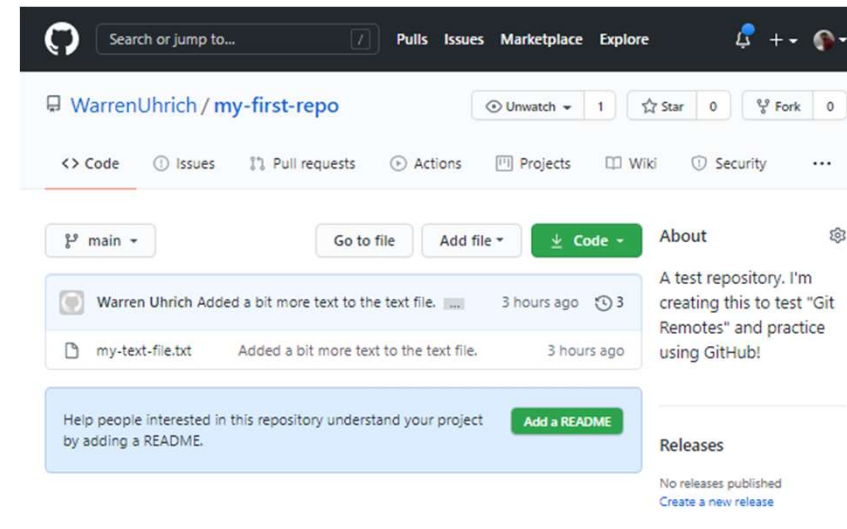 Search or jump to... /
Pulls Issues Marketplace Explore
WarrenUhrich / my-first-repo
Unwatch 1 Star 0 Fork 0
<> Code Issues Pull requests Actions Projects Wiki Security ...
main Go to file Add file Code
Warren Uhrich Added a bit more text to the text file. ... 3 hours ago 3
my-text-file.txt Added a bit more text to the text file. 3 hours ago
Help people interested in this repository understand your project
by adding a README.
Add a README
About
A test repository. I'm
creating this to test "Git
Remotes" and practice
using GitHub!
Releases
No releases published
Create a new release